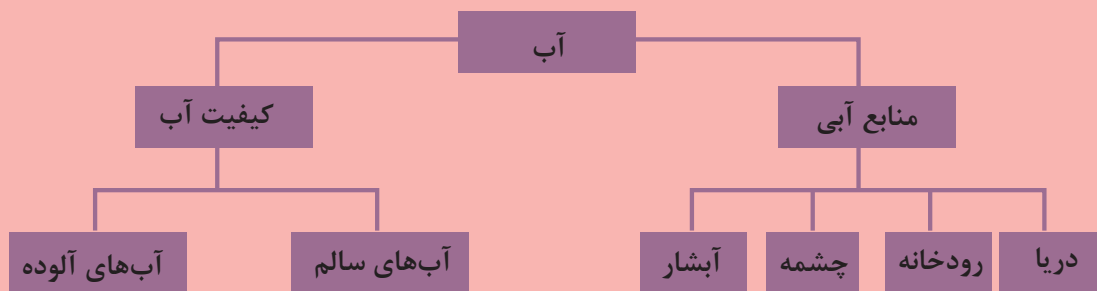 آب
منابع آبی
کیفیت آب
دریا
رودخانه
چشمه
آبشار
آب‌های سالم
آب‌های آلوده